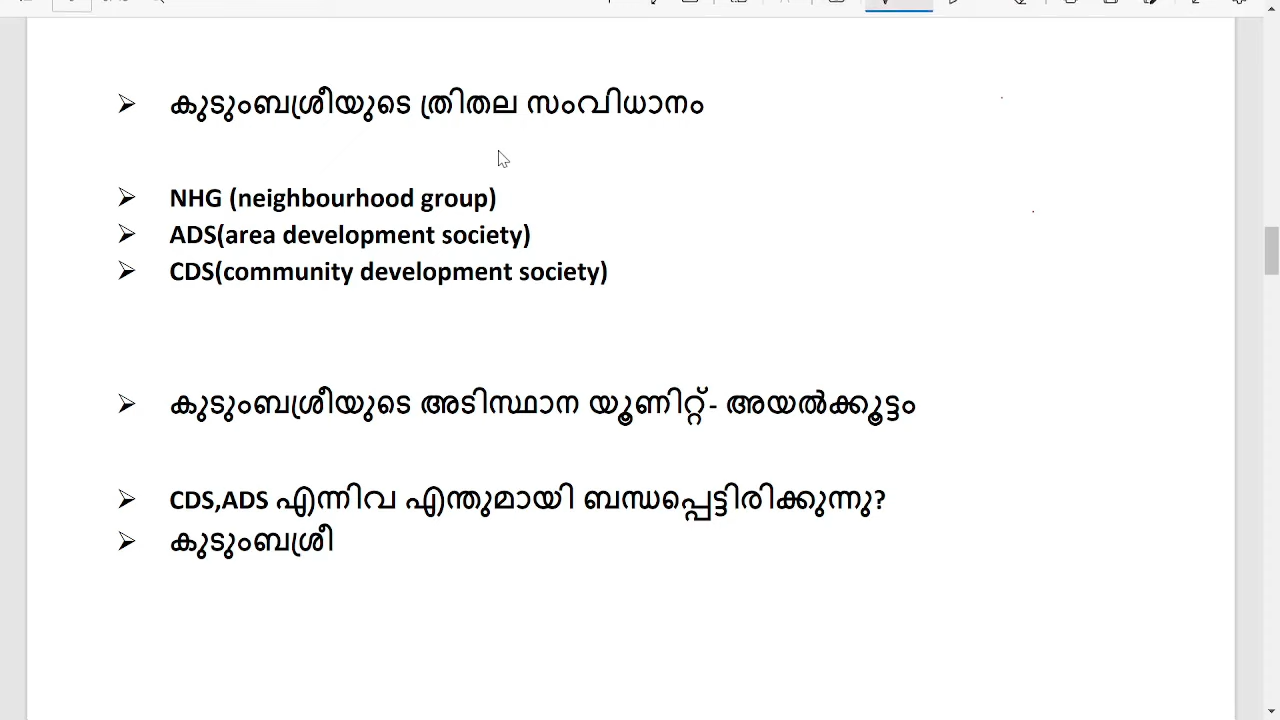 കുടുംബശ്രീയുടെ ത്രിതല സംവിധാനം
NHG (neighbourhood group)
ADS(area development society)
CDS(community development society)
കുടുംബശ്രീയുടെ അടിസ്ഥാന യൂണിറ്റ്- അയൽക്കൂട്ടം
CDS,ADS എന്നിവ എന്തുമായി ബന്ധപ്പെട്ടിരിക്കുന്നു?
കുടുംബശ്രീ